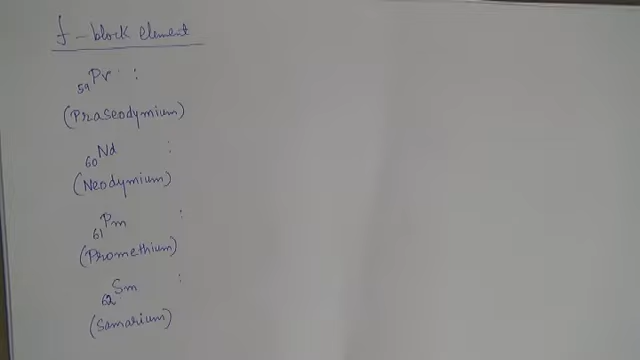 f-block element
59Pr :
(Praseodymium)
60Nd :
(Neodymium)
61Pm :
(Promethium)
62Sm :
(Samarium)